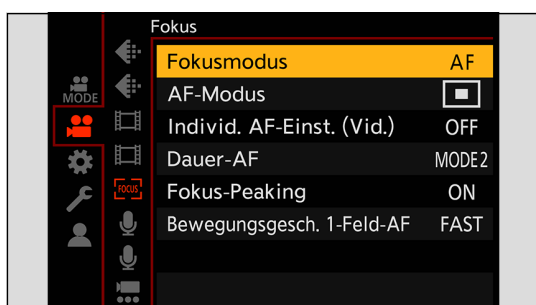 Fokus
Fokusmodus AF
AF-Modus
Individ. AF-Einst. (Vid.) OFF
Dauer-AF MODE2
Fokus-Peaking ON
Bewegungsgesch. 1-Feld-AF FAST
MODE
FOCUS